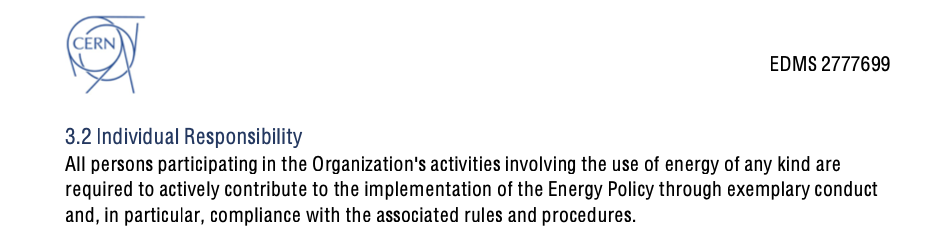 CERN
EDMS 2777699
3.2 Individual Responsibility
All persons participating in the Organization's activities involving the use of energy of any kind are
required to actively contribute to the implementation of the Energy Policy through exemplary conduct
and, in particular, compliance with the associated rules and procedures.